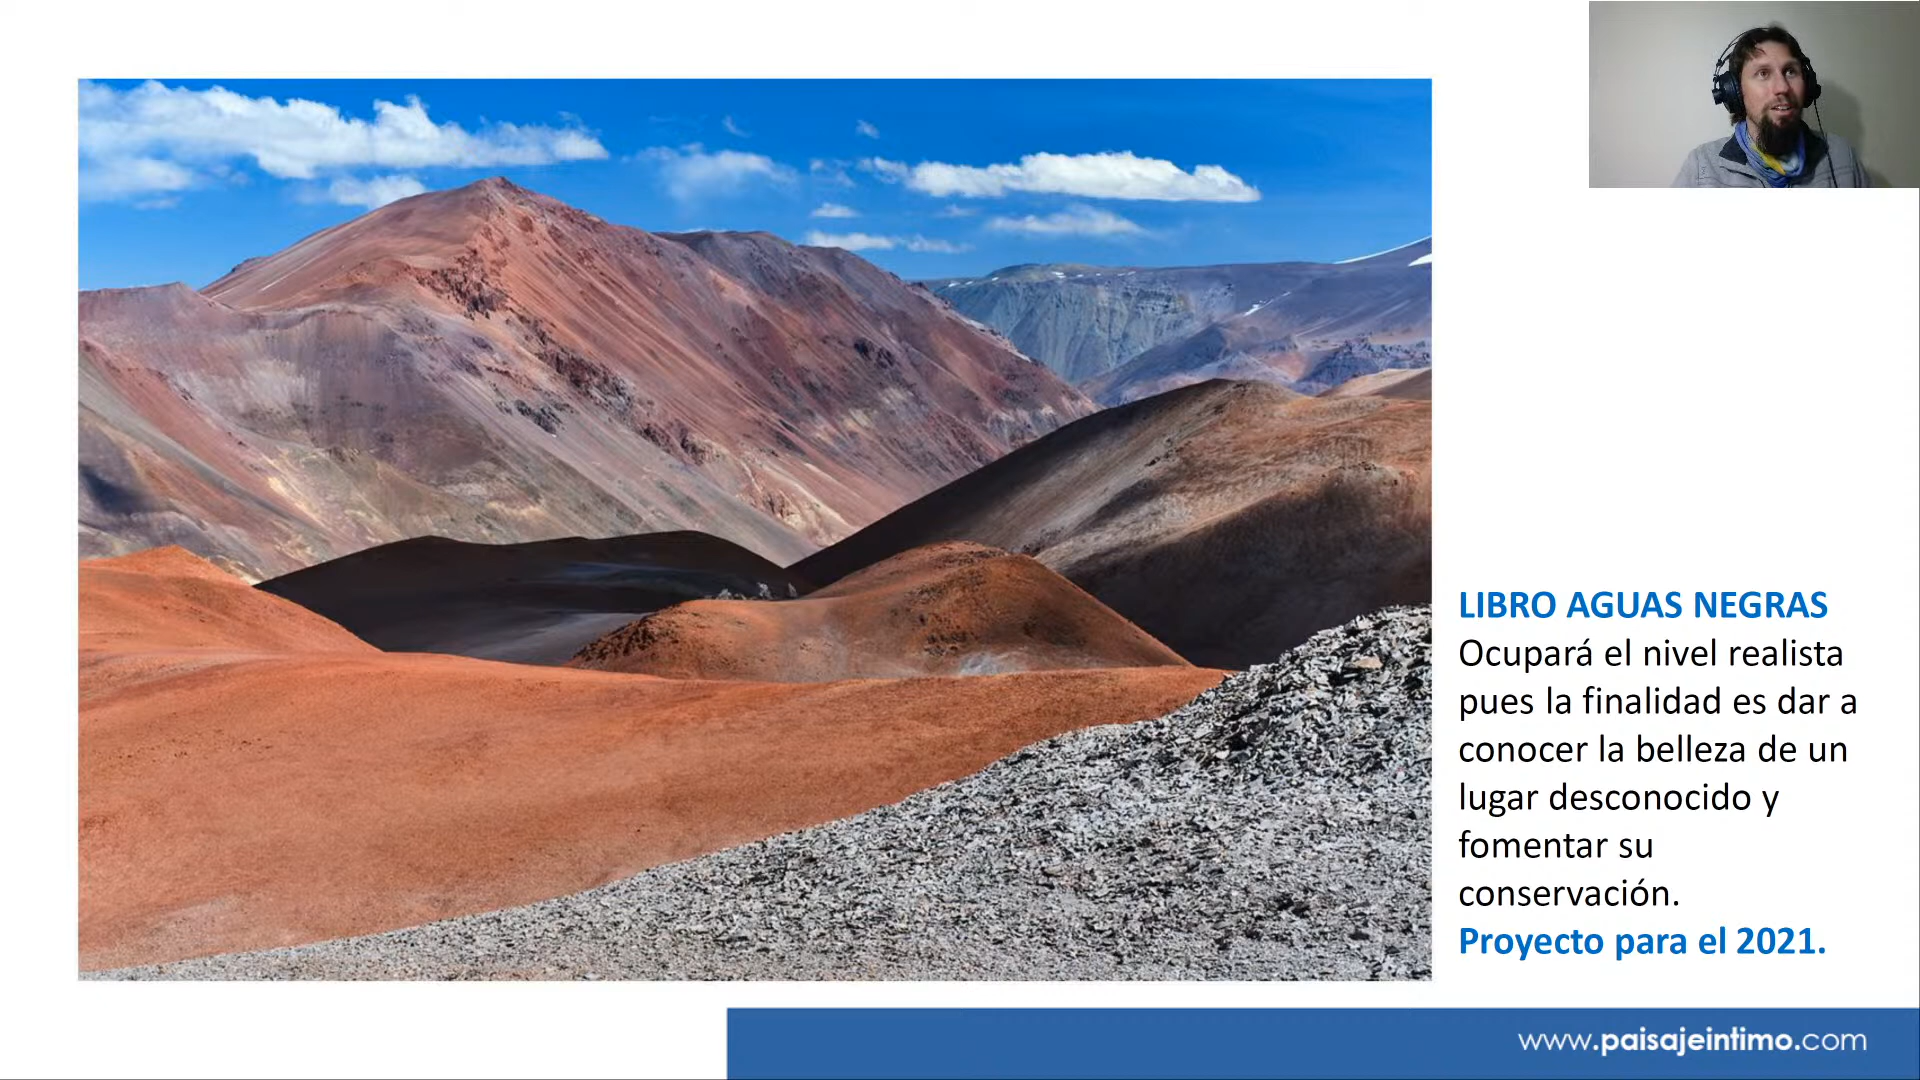 LIBRO AGUAS NEGRAS
Ocupará el nivel realista
pues la finalidad es dar a
conocer la belleza de un
lugar desconocido y
fomentar su
conservación.
Proyecto para el 2021.
www.paisajeintimo.com